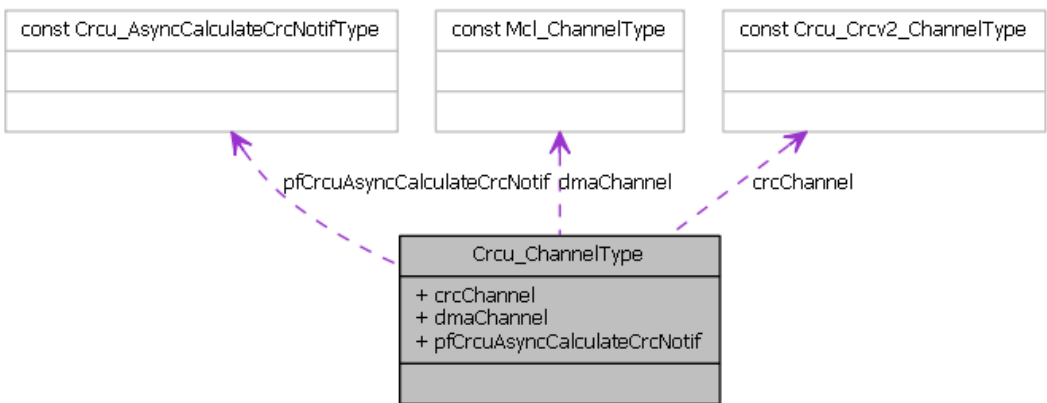 const Crcu_AsyncCalculateCrcNotifType
const Mcl_ChannelType
const Crcu_Crcv2_ChannelType
pfCrcuAsyncCalculateCrcNotif
dmaChannel
crcChannel
Crcu_ChannelType
+ crcChannel
+ dmaChannel
+ pfCrcuAsyncCalculateCrcNotif